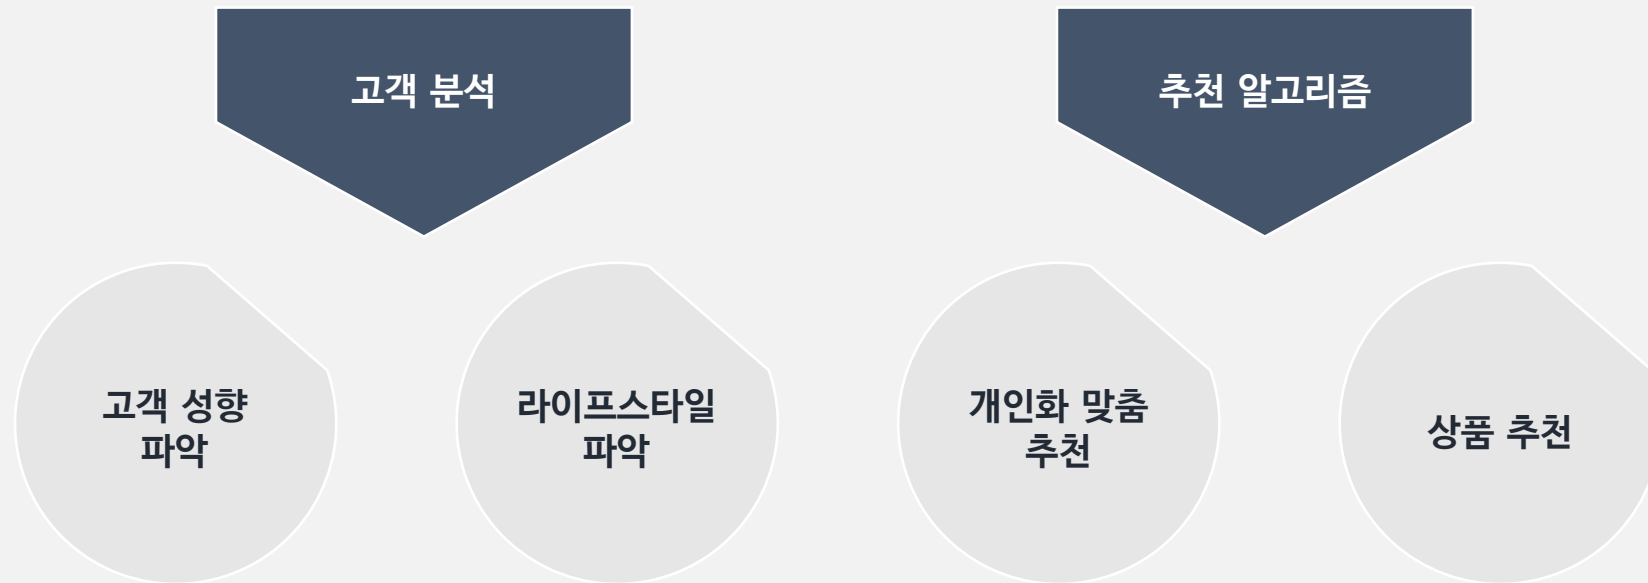 고객 분석
추천 알고리즘
고객 성향
파악
라이프스타일
파악
개인화 맞춤
추천
상품 추천